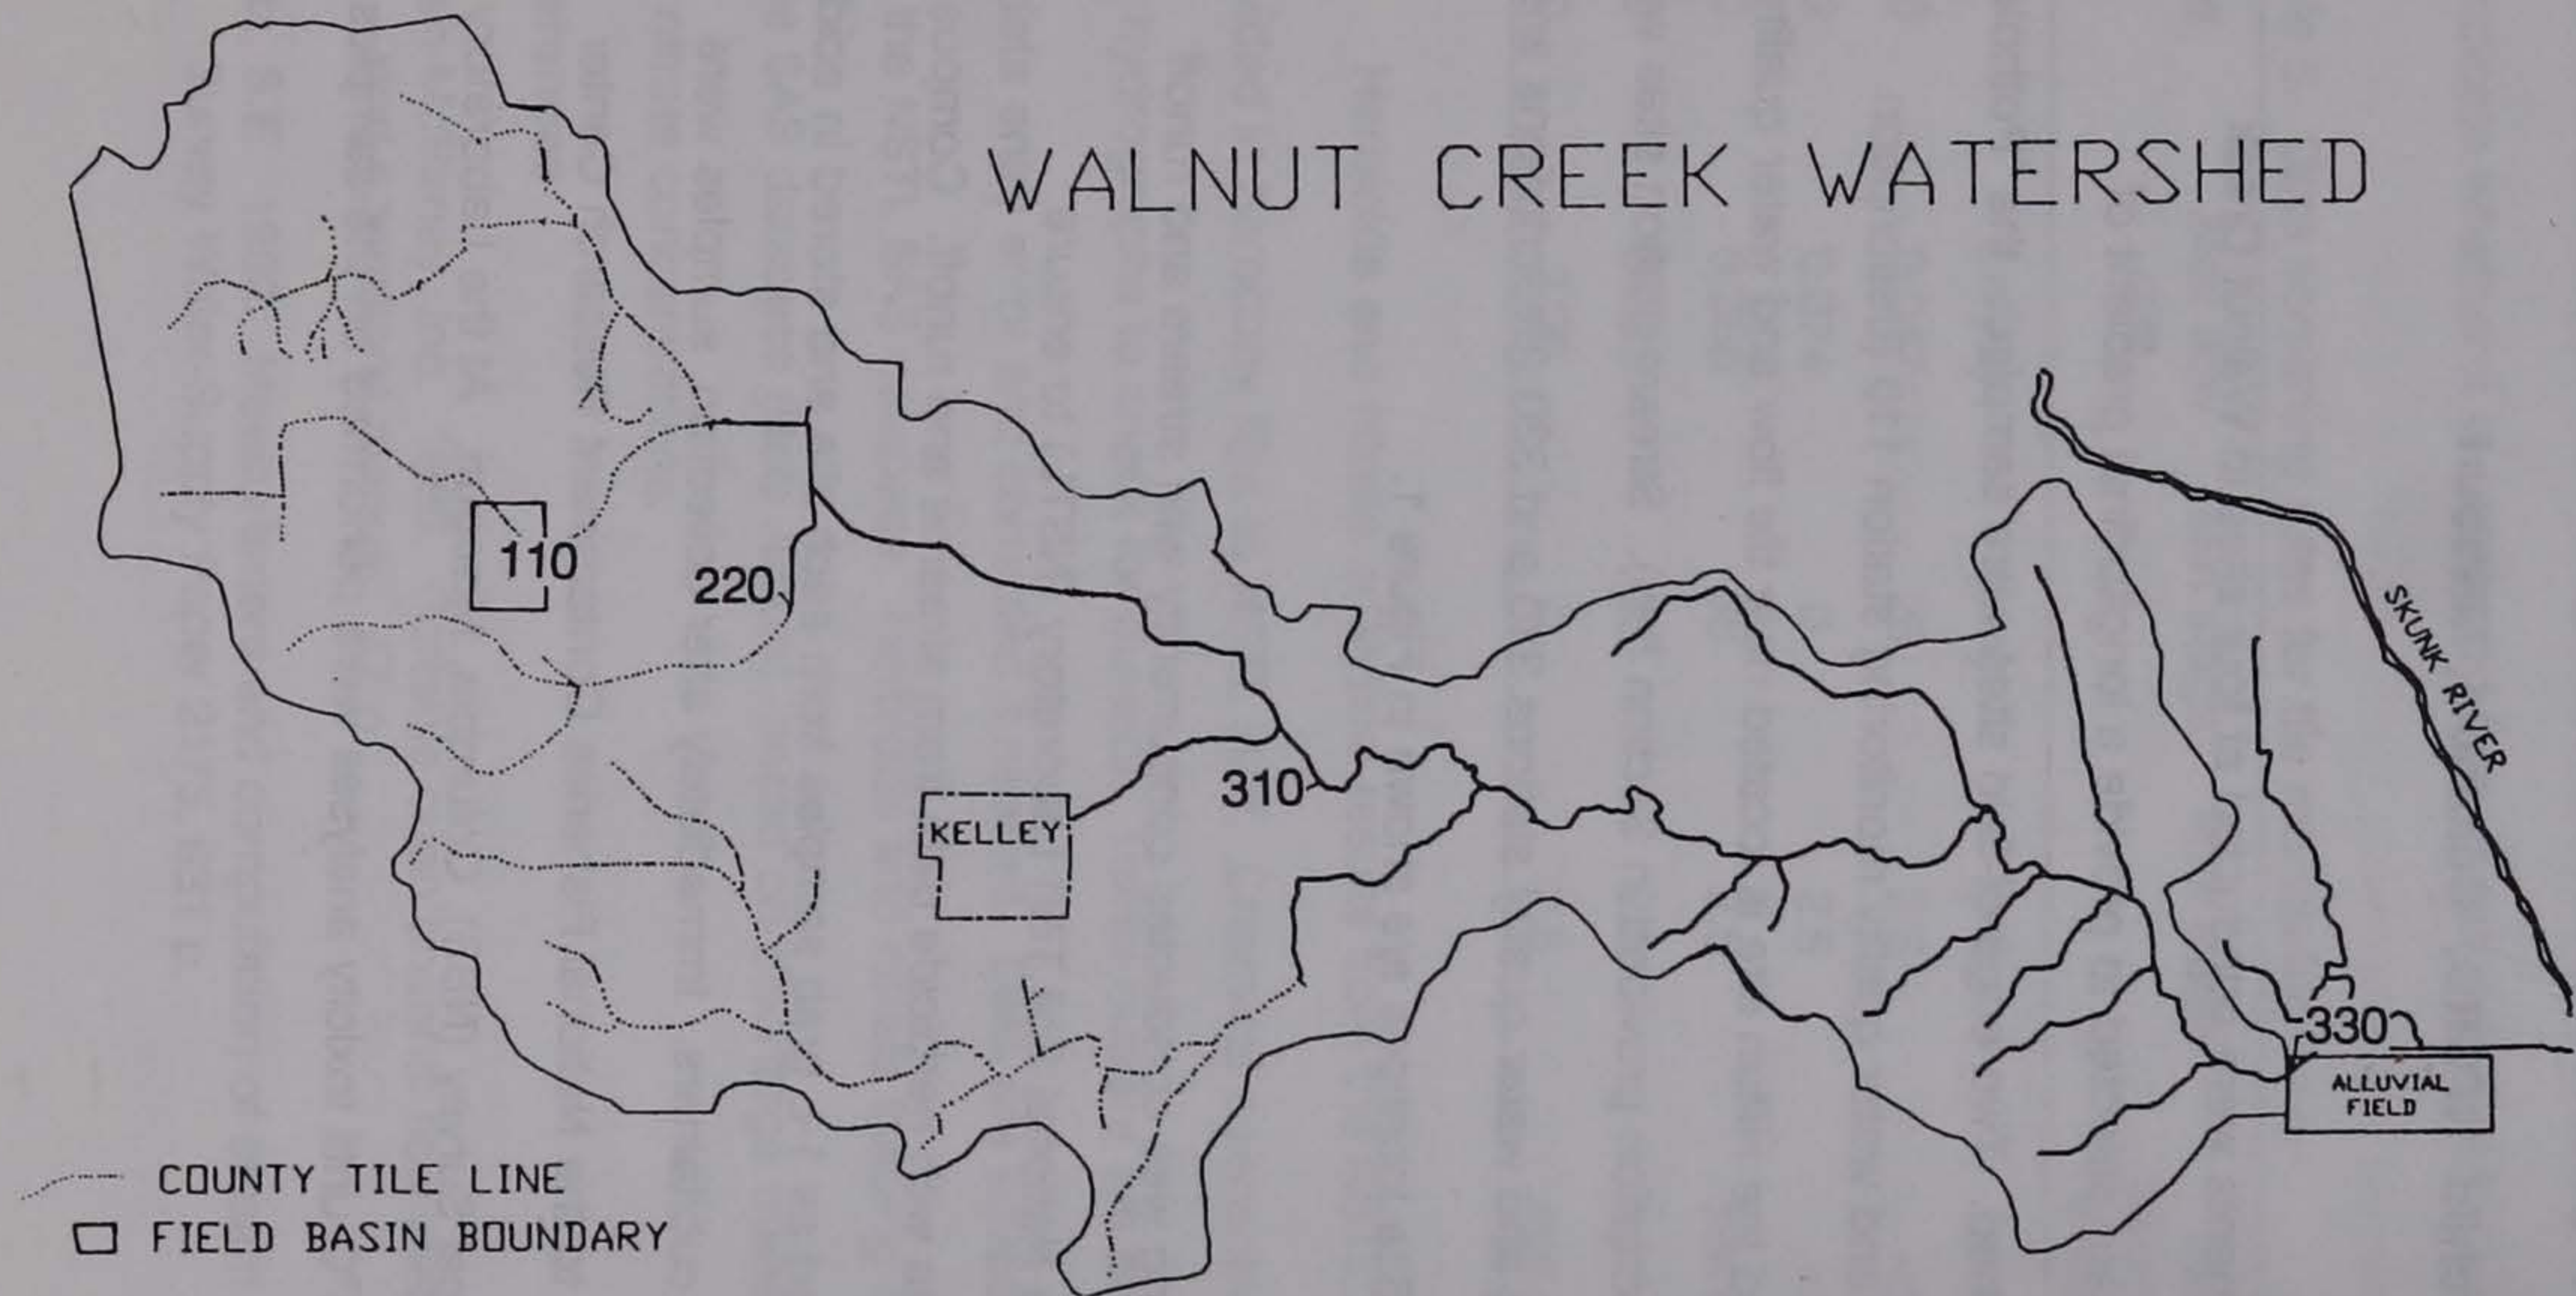 WALNUT CREEK WATERSHED
110
220
SKUNK RIVER
310
KELLEY
330
ALLUVIAL
FIELD
COUNTY TILE LINE
FIELD BASIN BOUNDARY